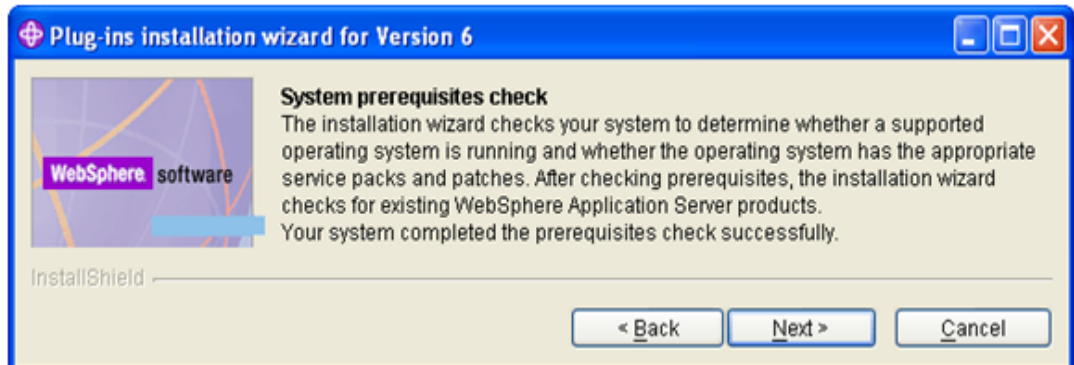 Plug-ins installation wizard for Version 6
System prerequisites check
The installation wizard checks your system to determine whether a supported
operating system is running and whether the operating system has the appropriate
service packs and patches. After checking prerequisites, the installation wizard
checks for existing WebSphere Application Server products.
Your system completed the prerequisites check successfully.
WebSphere software
InstallShield
< Back Next > Cancel